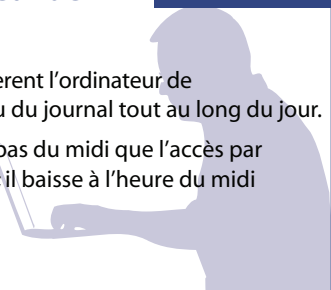 l'ordinateur de
du journal tout au long du jour.
pas du midi que l'accès par
il baisse à l'heure du midi